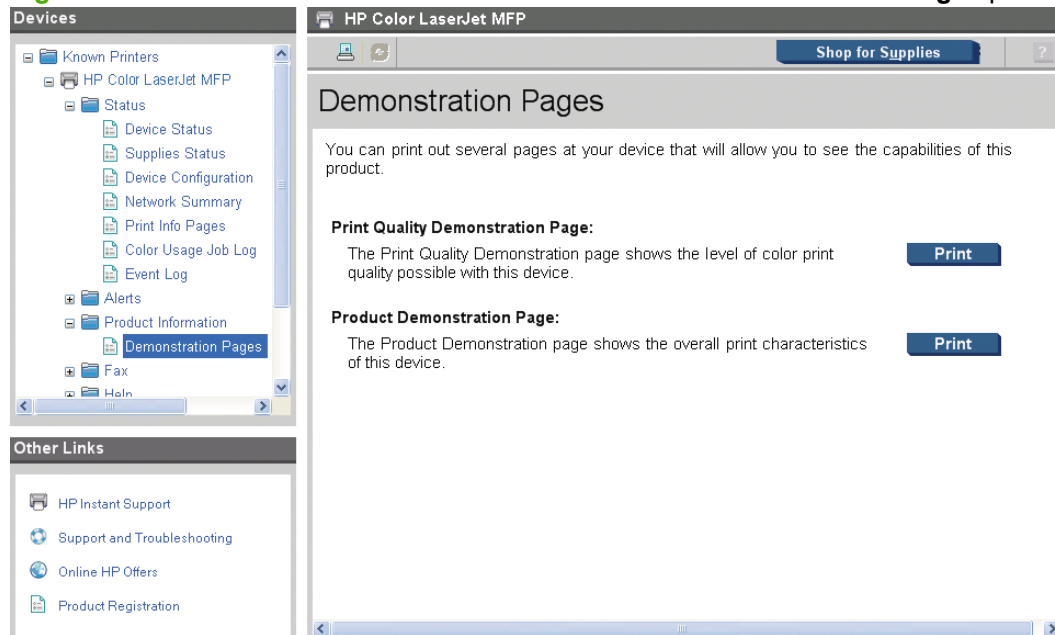 Devices
Known Printers
HP Color LaserJet MFP
Status
Device Status
Supplies Status
Device Configuration
Network Summary
Print Info Pages
Color Usage Job Log
Event Log
Alerts
Product Information
Demonstration Pages
Fax
Help
Other Links
HP Instant Support
Support and Troubleshooting
Online HP Offers
Product Registration
HP Color LaserJet MFP
Shop for Supplies
?
Demonstration Pages
You can print out several pages at your device that will allow you to see the capabilities of this
product.
Print Quality Demonstration Page:
The Print Quality Demonstration page shows the level of color print
quality possible with this device.
Print
Product Demonstration Page:
The Product Demonstration page shows the overall print characteristics
of this device.
Print